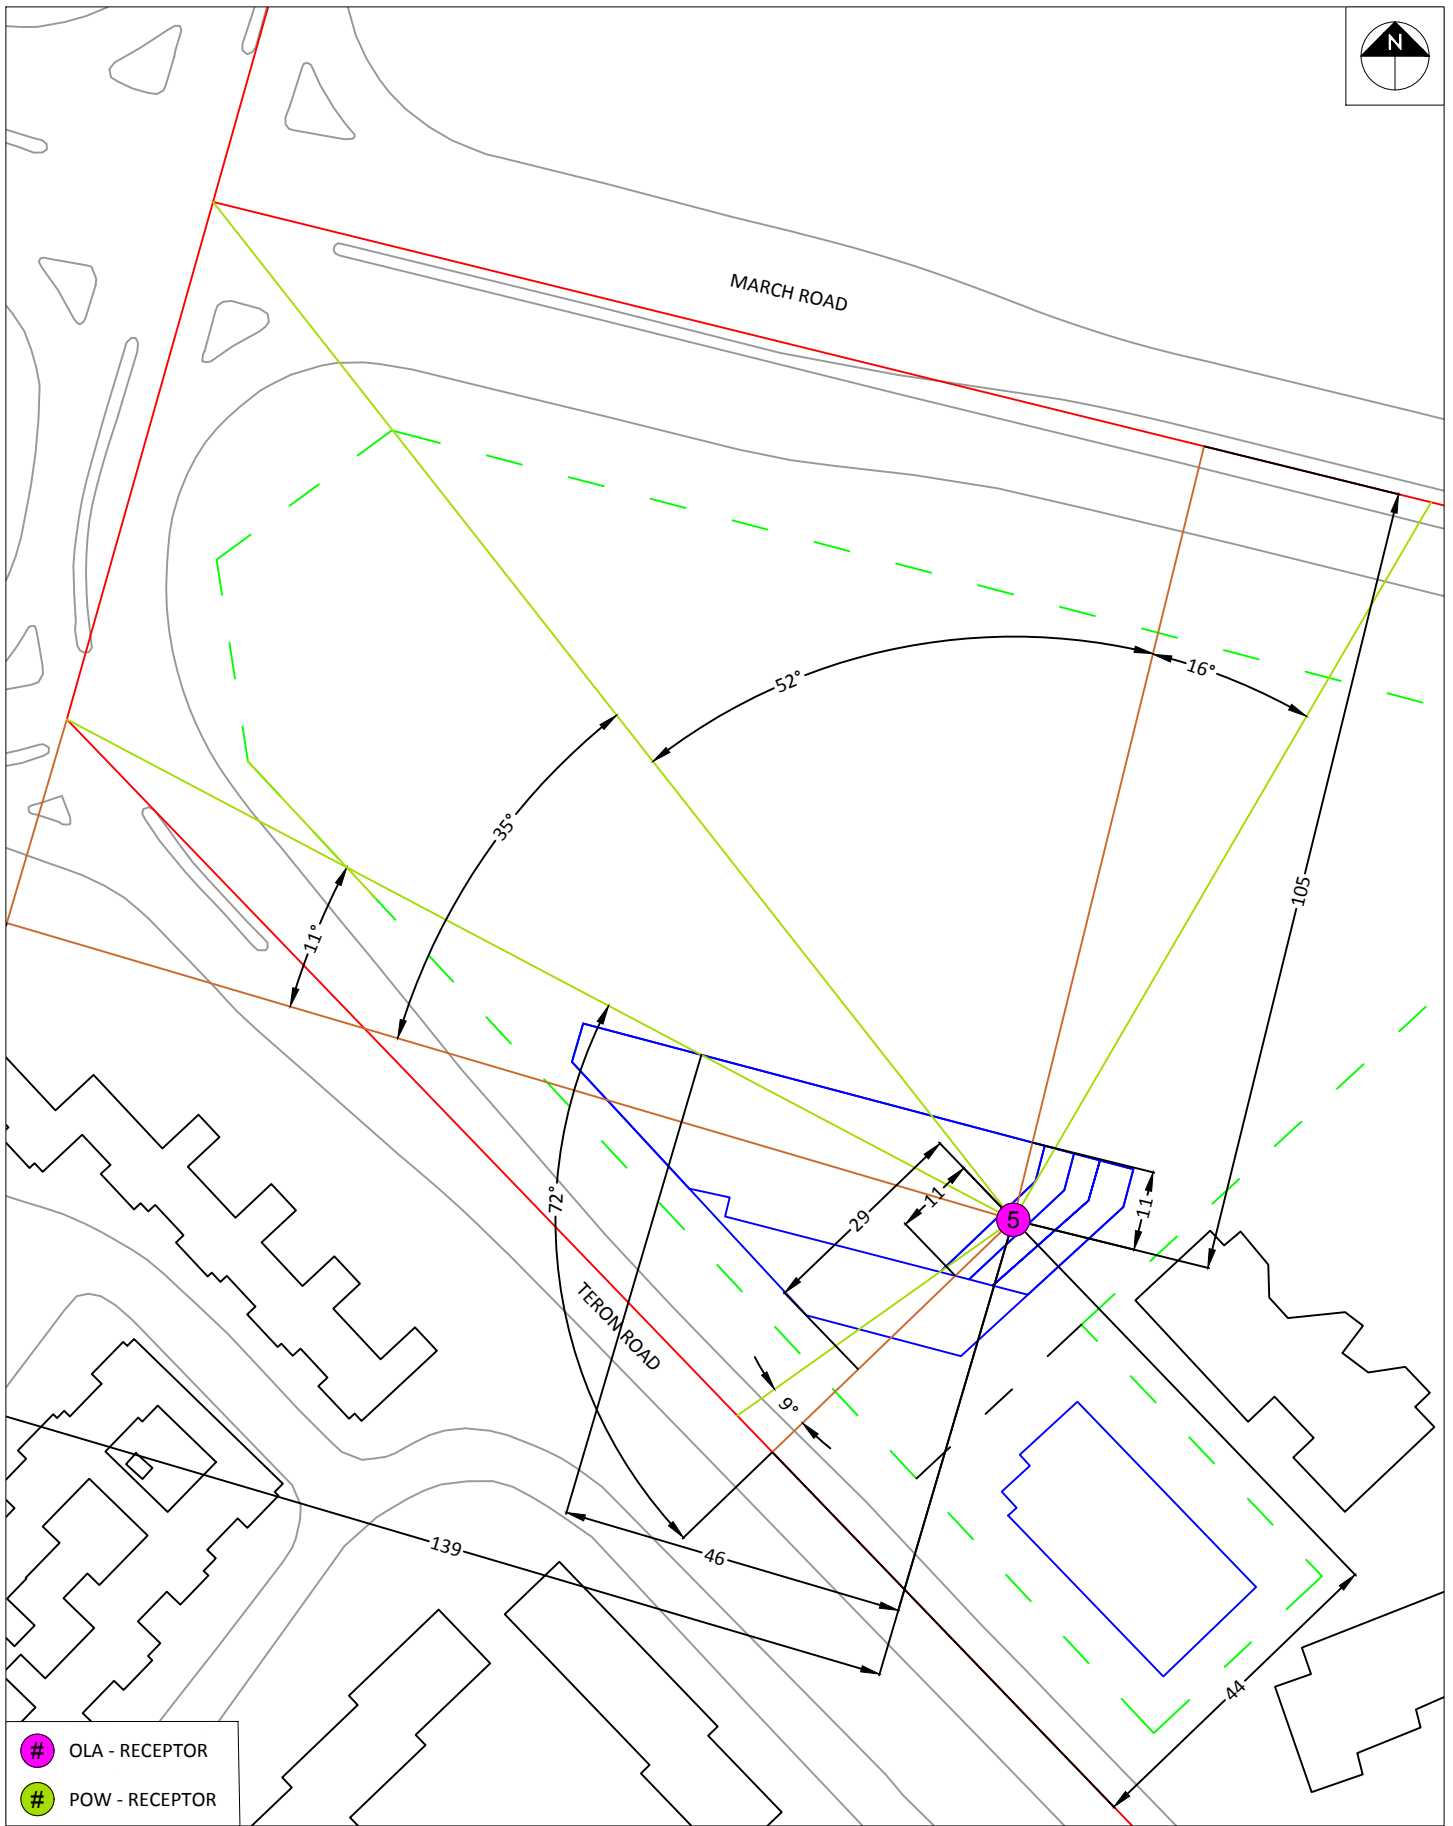 N
MARCH ROAD
52°
16°
35°
105
11°
72°
11
29
5
11
TERON ROAD
9°
139
46
44
# OLA - RECEPTOR
# POW - RECEPTOR